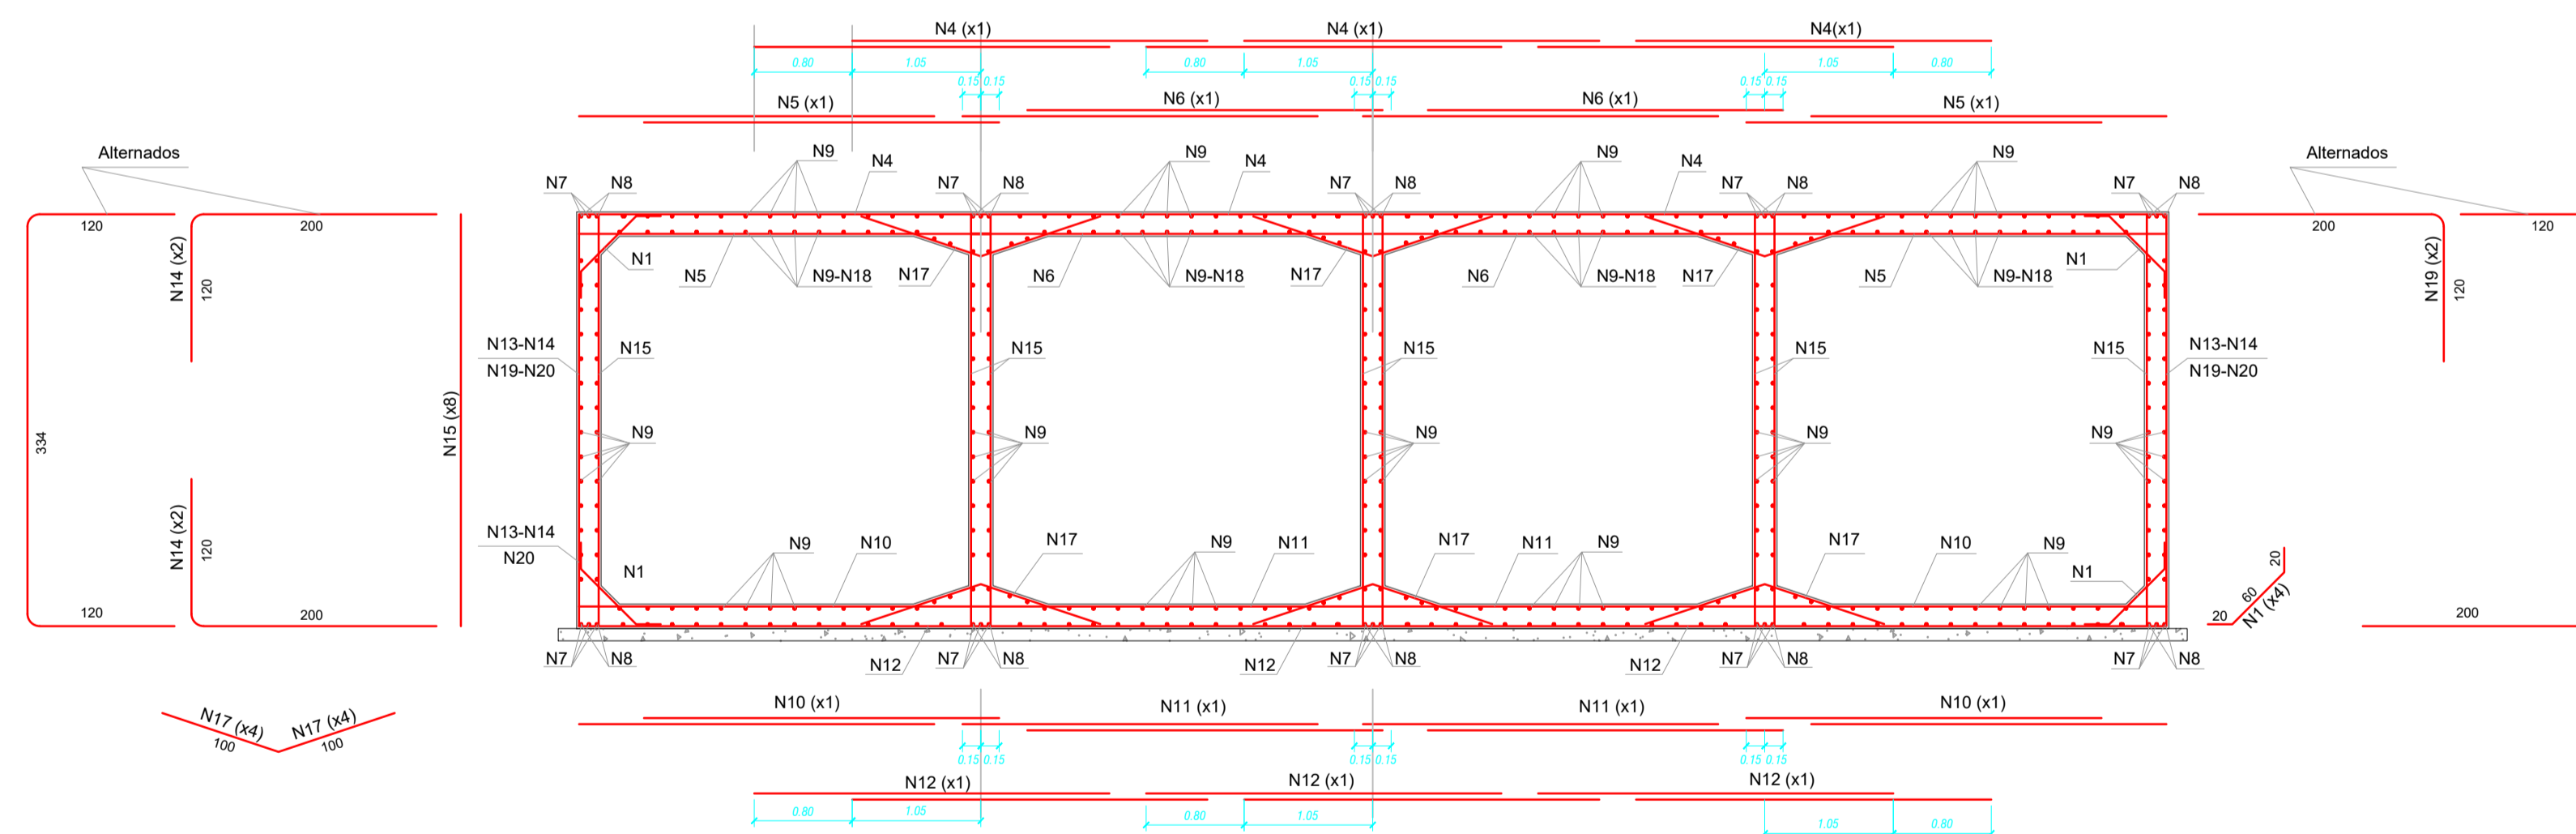 N4 (x1) N4 (x1) N4(x1)
0.80 1.05 0.80 1.05 1.05 0.80
0.15 0.15 0.15 0.15 0.15 0.15
N5 (x1) N6 (x1) N6 (x1) N5 (x1)
Alternados N9 N4 N9 N4 N9 N4 N9 Alternados
N7 N8 N7 N8 N7 N8 N7 N8 N7 N8
120 200 200 120
N14 (x2)
120
N1 N1
N5 N9-N18 N17 N6 N9-N18 N17 N6 N9-N18 N17 N5 N9-N18
N19 (x2)
120
N13-N14 N15 N15 N15 N15 N15 N13-N14
N19-N20 N19-N20
334
N15 (x8)
N9 N9 N9 N9 N9
N14 (x2)
120
N13-N14 N9 N10 N17 N9 N11 N17 N11 N9 N17 N10 N9
N20
N1 N1
20
60
N1 (x4)
20
120 200 200
N7 N8 N12 N7 N8 N12 N7 N8 N12 N7 N8 N7 N8
N10 (x1) N11 (x1) N11 (x1) N10 (x1)
N17 (x4) N17 (x4)
100 100
0.15 0.15 0.15 0.15 0.15 0.15
N12 (x1) N12 (x1) N12 (x1)
0.80 1.05 0.80 1.05 1.05 0.80